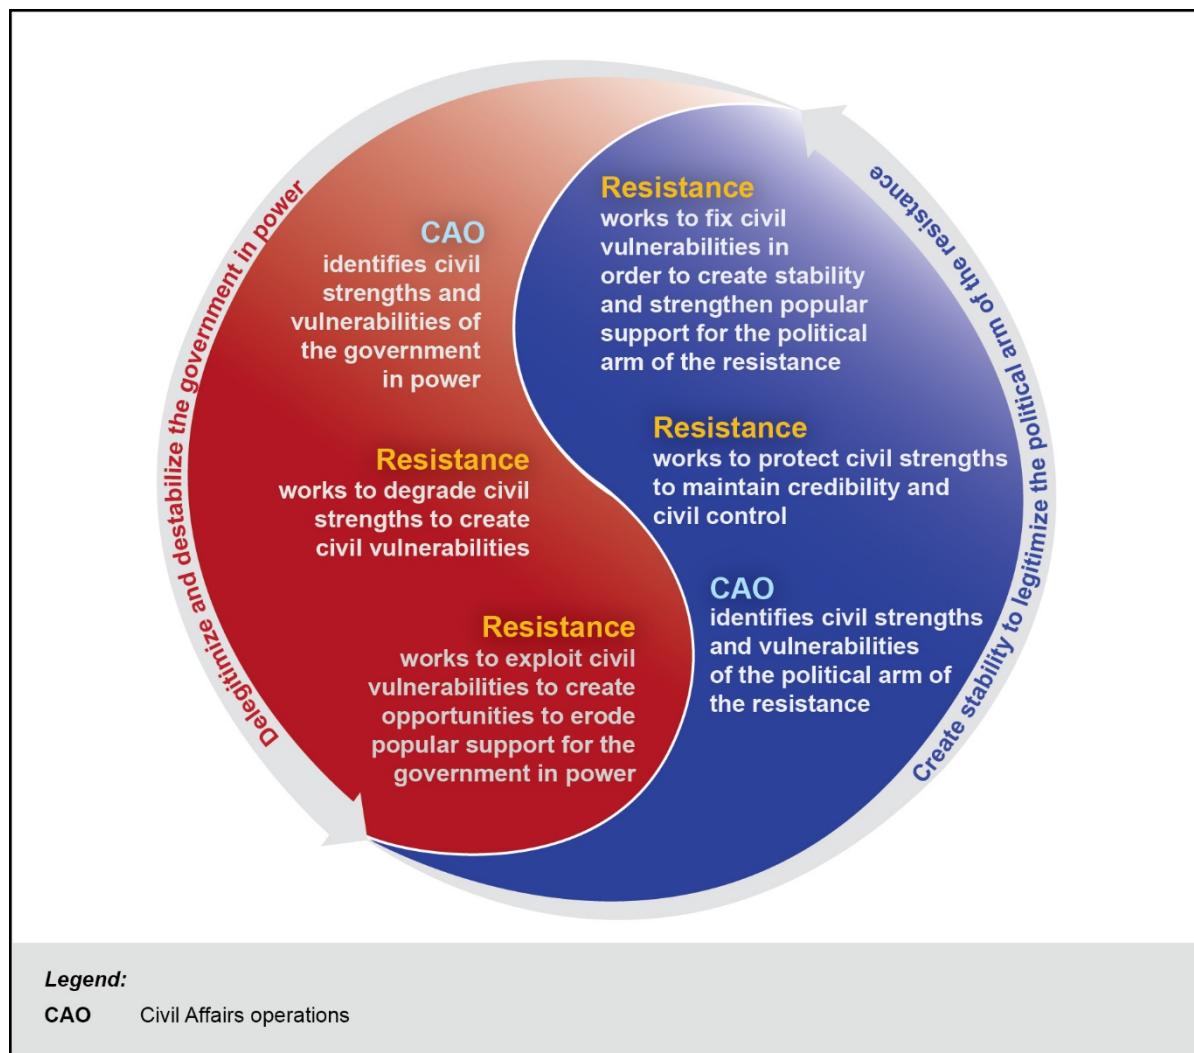 Delegitimize and destabilize the government in power
CAO
identifies civil
strengths and
vulnerabilities of
the government
in power
Resistance
works to degrade civil
strengths to create
civil vulnerabilities
Resistance
works to exploit civil
vulnerabilities to create
opportunities to erode
popular support for the
government in power
Resistance
works to fix civil
vulnerabilities in
order to create stability
and strengthen popular
support for the political
arm of the resistance
Resistance
works to protect civil strengths
to maintain credibility and
civil control
CAO
identifies civil strengths
and vulnerabilities
of the political arm of
the resistance
Create stability to legitimize the political arm of the resistance
Legend:
CAO Civil Affairs operations